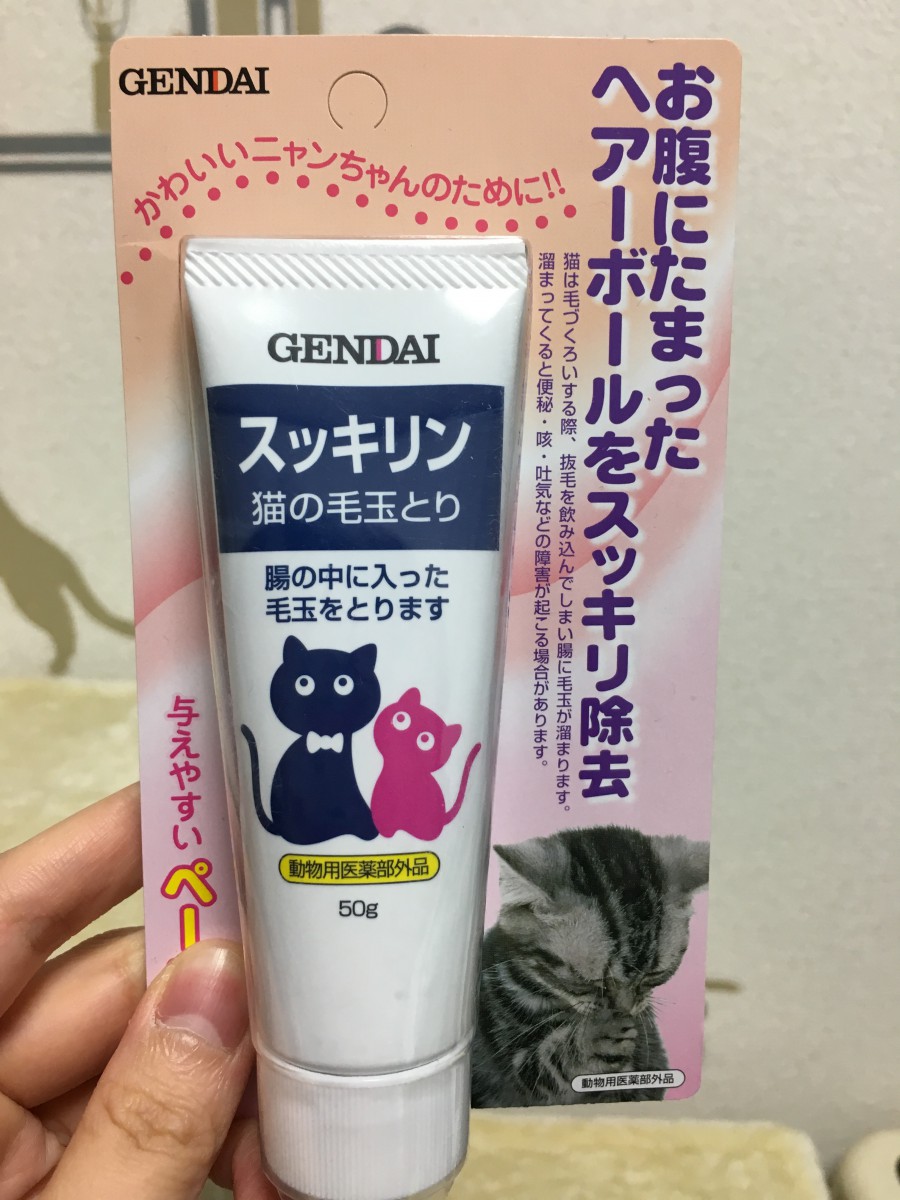 GENDAI
かわいいニャンちゃんのために!!
お腹にたまった
ヘアーボールをスッキリ除去
猫は毛づくろいする際、抜毛を飲み込んでしまい腸に毛玉が溜まります。
溜まってくると便秘・咳・吐気などの障害が起こる場合があります。
GENDAI
スッキリン
猫の毛玉とり
腸の中に入った
毛玉をとります
動物用医薬部外品
50g
与えやすい
ペー
動物用医薬部外品